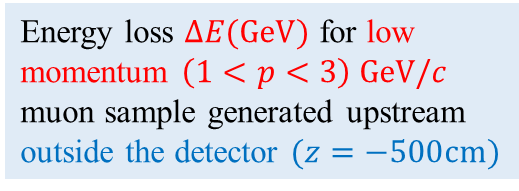 Energy loss Δ𝐸(GeV) for low
momentum (1 < 𝑝 < 3) GeV/𝑐
muon sample generated upstream
outside the detector (𝑧 = −500cm)